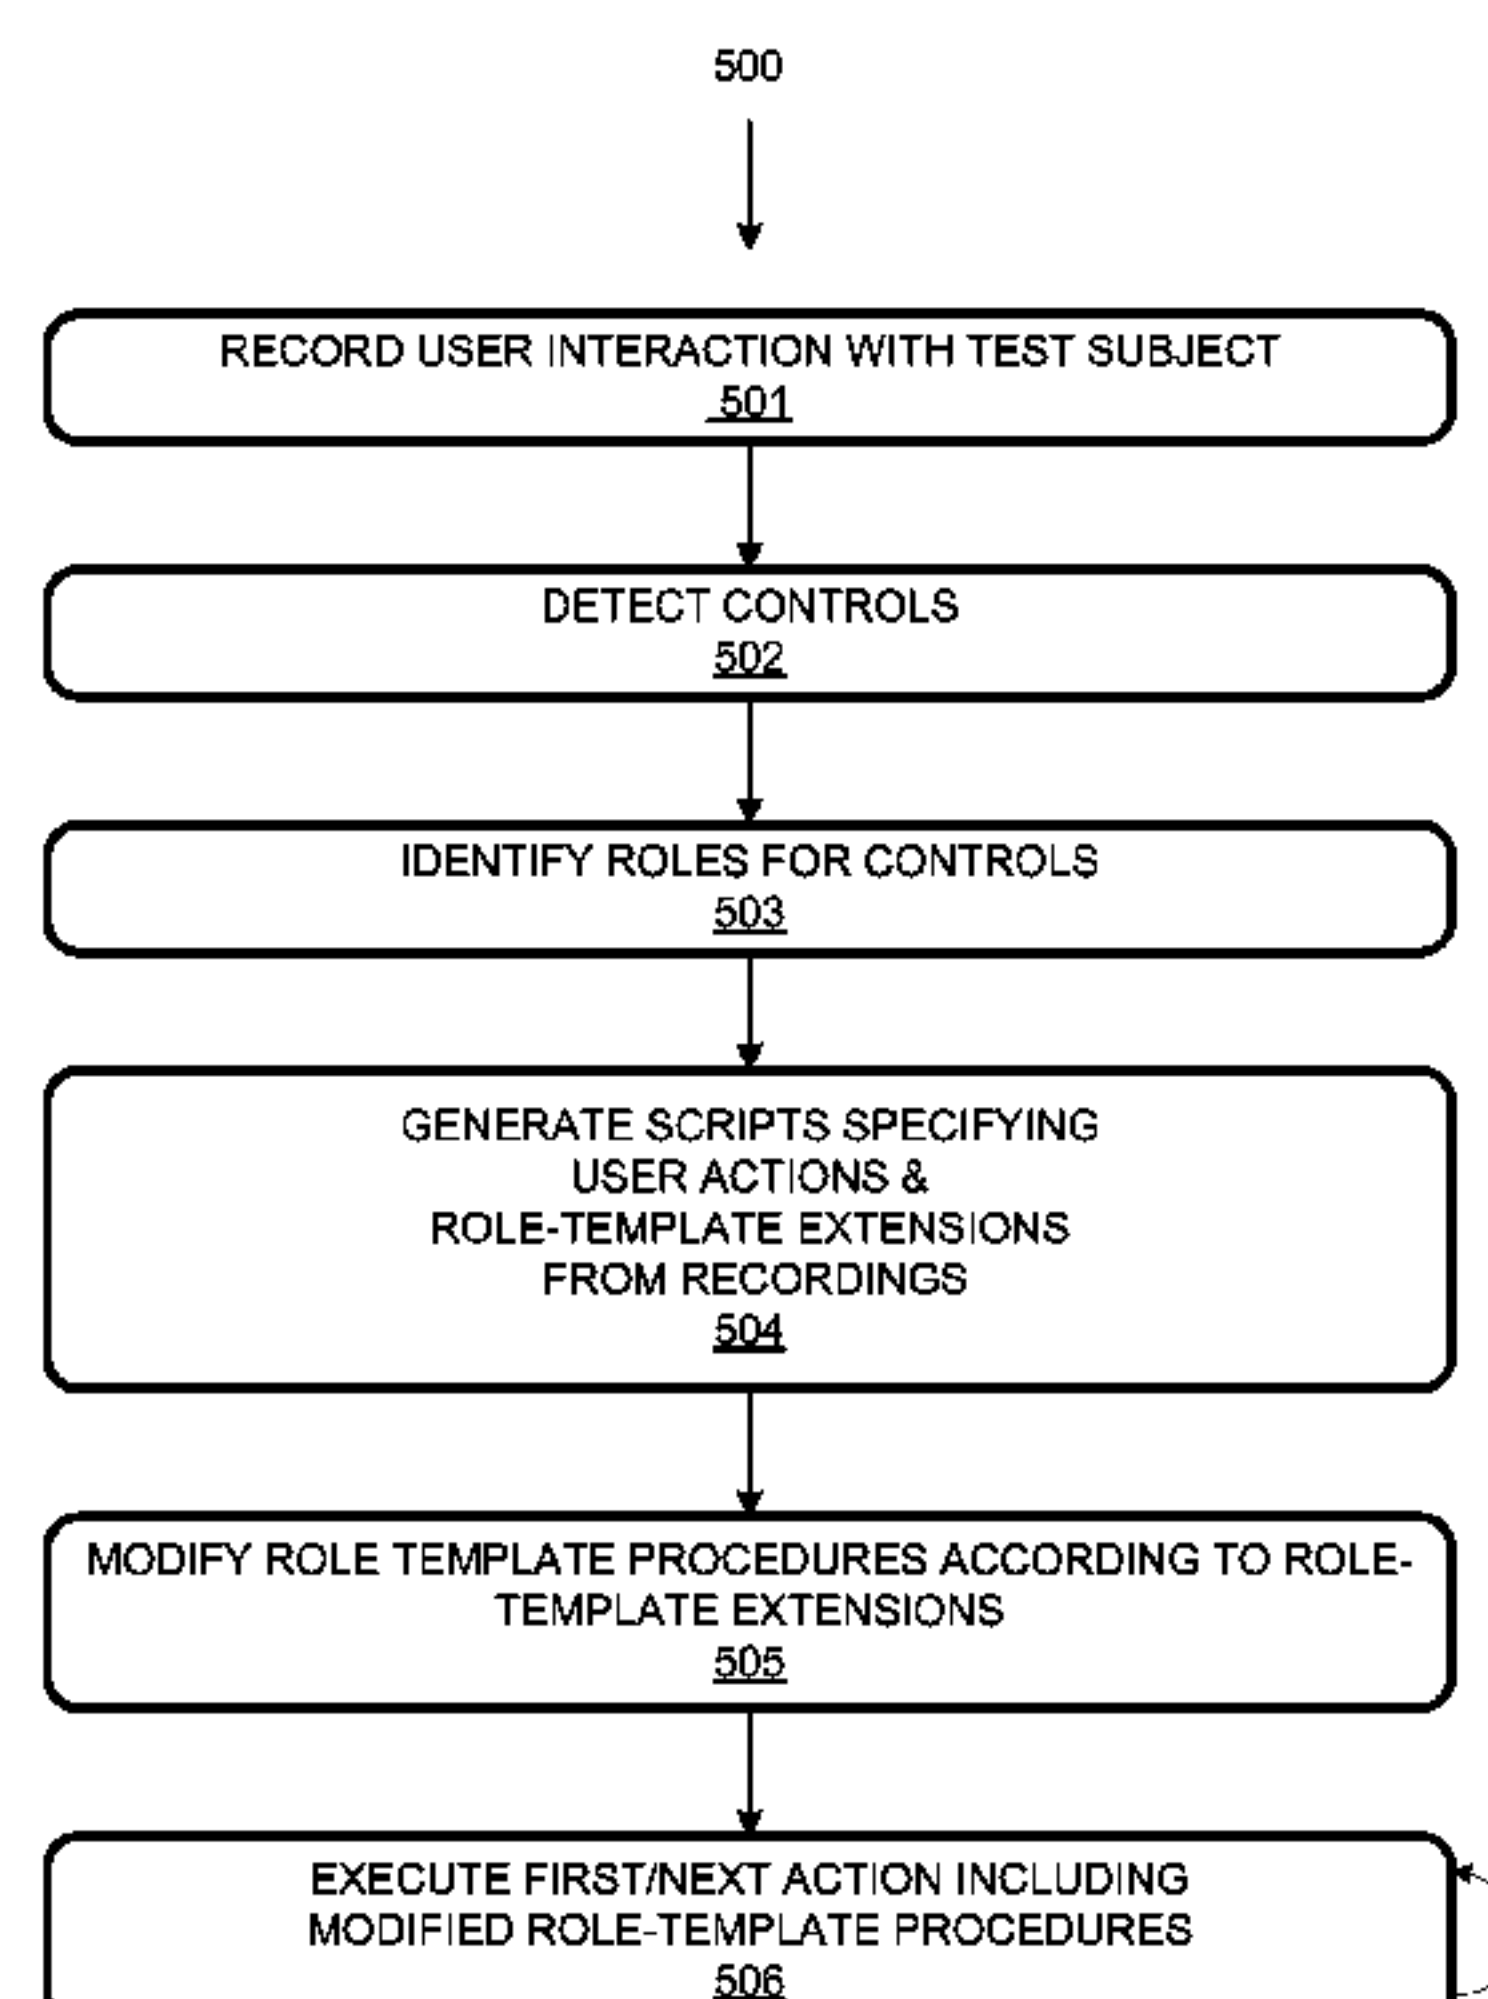 500
RECORD USER INTERACTION WITH TEST SUBJECT
501
DETECT CONTROLS
502
IDENTIFY ROLES FOR CONTROLS
503
GENERATE SCRIPTS SPECIFYING
USER ACTIONS &
ROLE-TEMPLATE EXTENSIONS
FROM RECORDINGS
504
MODIFY ROLE TEMPLATE PROCEDURES ACCORDING TO ROLE-
TEMPLATE EXTENSIONS
505
EXECUTE FIRST/NEXT ACTION INCLUDING
MODIFIED ROLE-TEMPLATE PROCEDURES
506